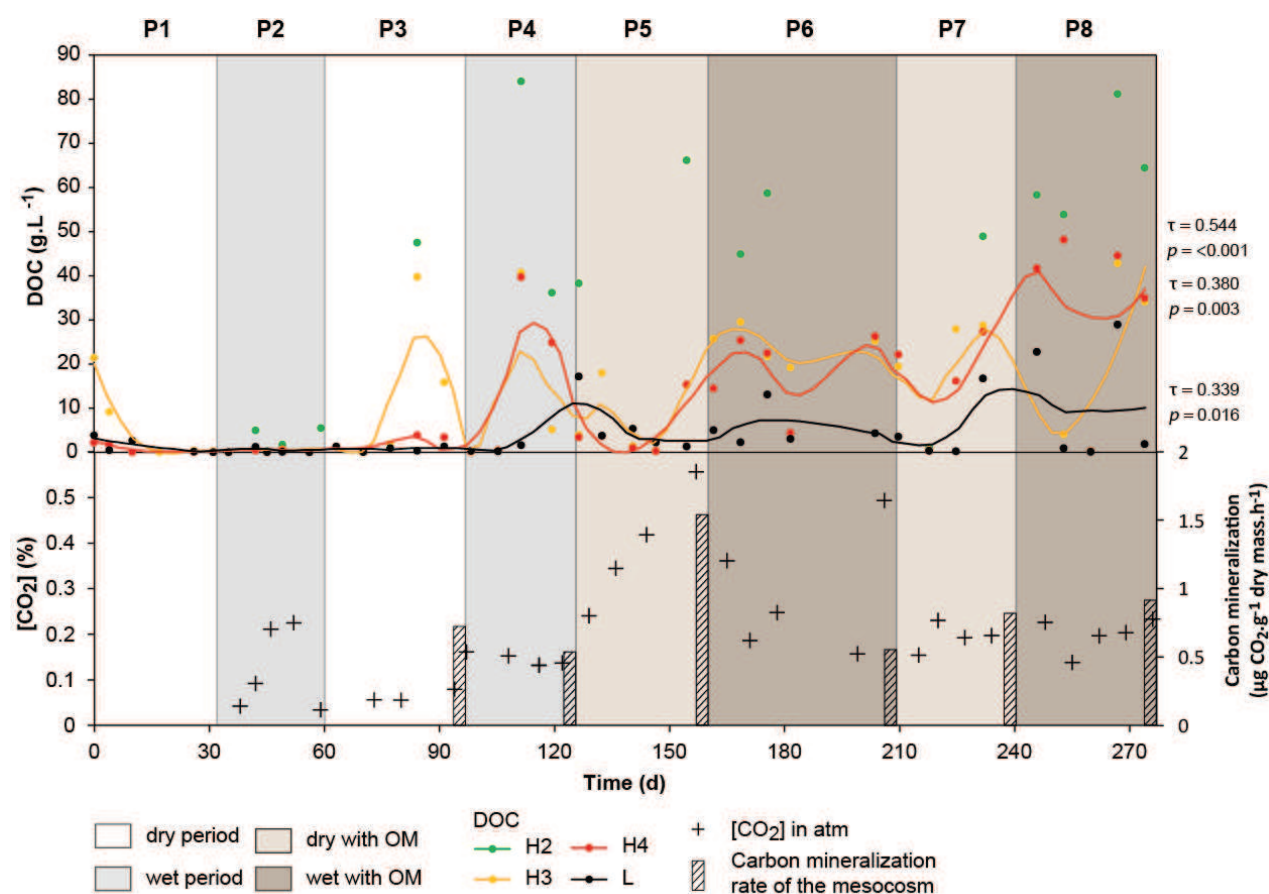 P1 P2 P3 P4 P5 P6 P7 P8
90
80
70
60
50
40
30
20
10
0
DOC (g.L⁻¹)
τ = 0.544
p = <0.001
τ = 0.380
p = 0.003
τ = 0.339
p = 0.016
0.5
0.4
0.3
0.2
0.1
0
[CO₂] (%)
2
1.5
1
0.5
0
Carbon mineralization
(µg CO₂.g⁻¹ dry mass.h⁻¹)
0 30 60 90 120 150 180 210 240 270
Time (d)
dry period
dry with OM
wet period
wet with OM
DOC
H2
H4
H3
L
[CO₂] in atm
Carbon mineralization
rate of the mesocosm